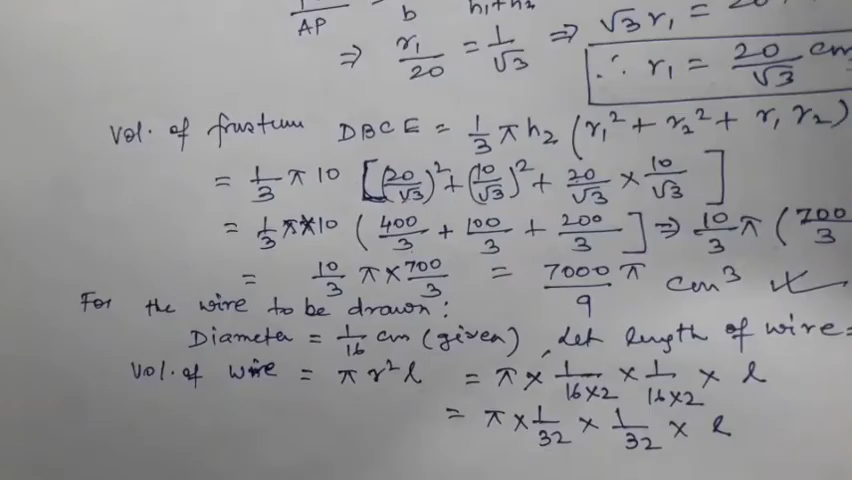 AP b h₁+h₂
⇒ r₁/20 = 1/√3 ⇒ √3 r₁ = 20
∴ r₁ = 20/√3 cm
Vol. of frustum DBCE = 1/3 π h₂ (r₁² + r₂² + r₁ r₂)
= 1/3 π 10 [(20/√3)² + (10/√3)² + 20/√3 × 10/√3]
= 1/3 π×10 (400/3 + 100/3 + 200/3] ⇒ 10/3 π (700/3
= 10/3 π × 700/3 = 7000/9 π cm³
For the wire to be drawn:
Diameter = 1/16 cm (given), Let length of wire =
Vol. of wire = π r² l = π × 1/16×2 × 1/16×2 × l
= π × 1/32 × 1/32 × l